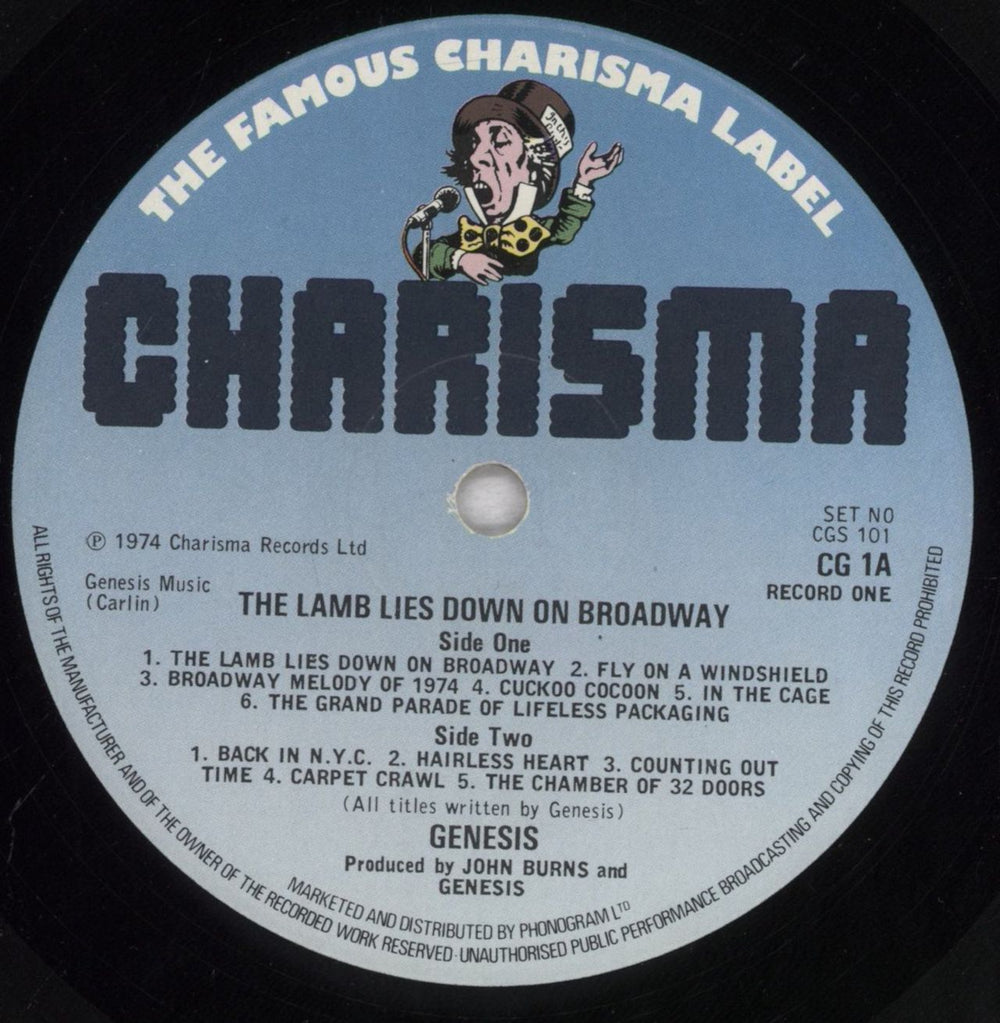 THE FAMOUS CHARISMA LABEL
In this
CHARISMA
℗ 1974 Charisma Records Ltd
Genesis Music
(Carlin)
SET NO
CGS 101
CG 1A
RECORD ONE
THE LAMB LIES DOWN ON BROADWAY
Side One
1. THE LAMB LIES DOWN ON BROADWAY 2. FLY ON A WINDSHIELD
3. BROADWAY MELODY OF 1974 4. CUCKOO COCOON 5. IN THE CAGE
6. THE GRAND PARADE OF LIFELESS PACKAGING
Side Two
1. BACK IN N.Y.C. 2. HAIRLESS HEART 3. COUNTING OUT
TIME 4. CARPET CRAWL 5. THE CHAMBER OF 32 DOORS
(All titles written by Genesis)
GENESIS
Produced by JOHN BURNS and
GENESIS
MARKETED AND DISTRIBUTED BY PHONOGRAM LTD
ALL RIGHTS OF THE MANUFACTURER AND OF THE OWNER OF THE RECORDED WORK RESERVED·UNAUTHORISED PUBLIC PERFORMANCE BROADCASTING AND COPYING OF THIS RECORD PROHIBITED